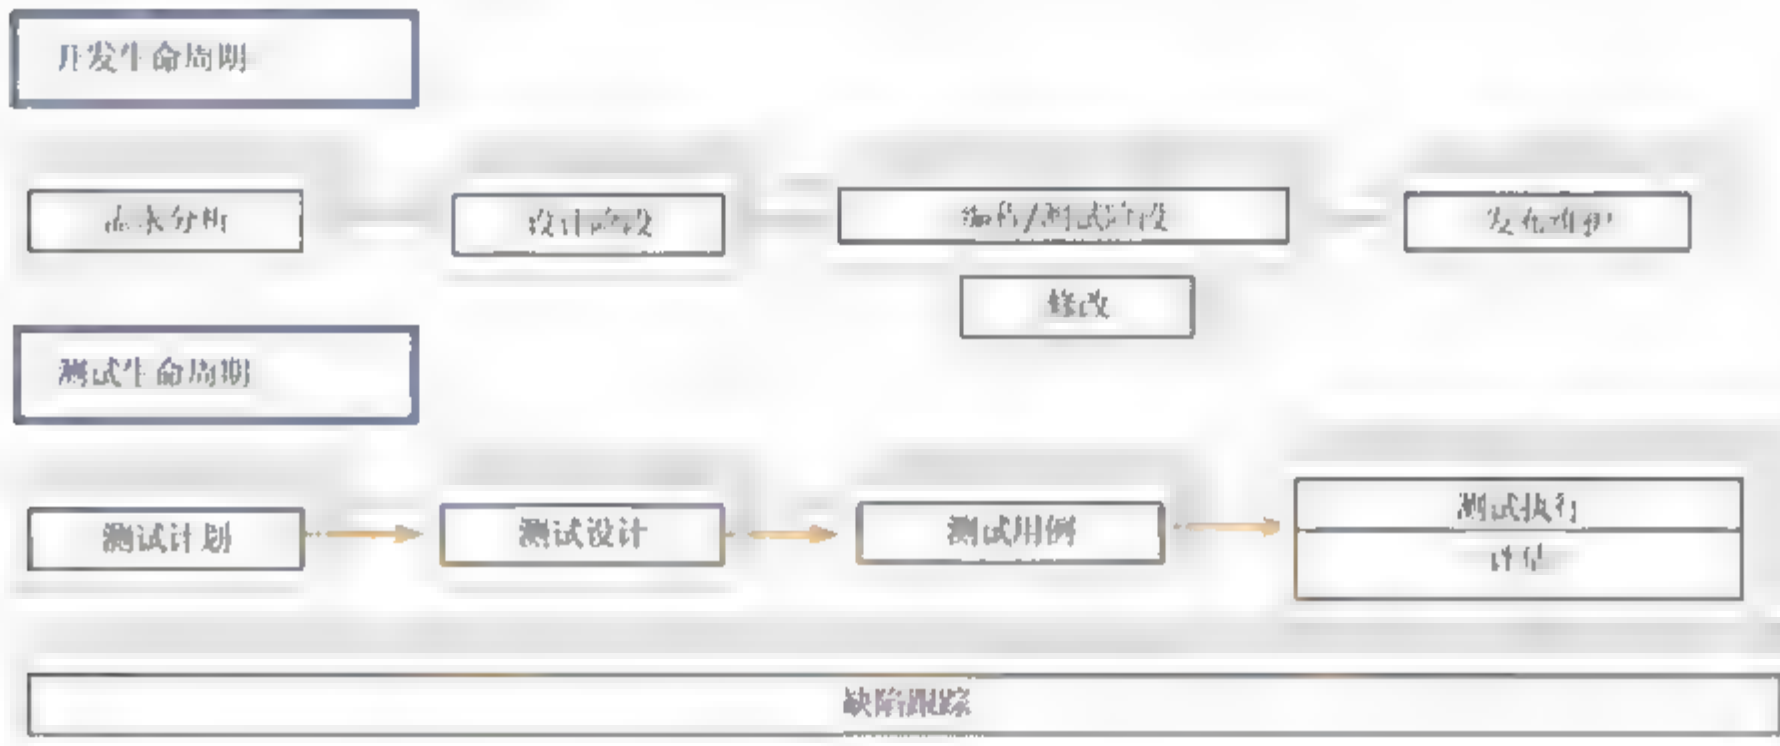 开发生命周期
需求分析
设计阶段
编码/测试阶段
发布维护
修改
测试生命周期
测试计划
测试设计
测试用例
测试执行
评估
缺陷跟踪